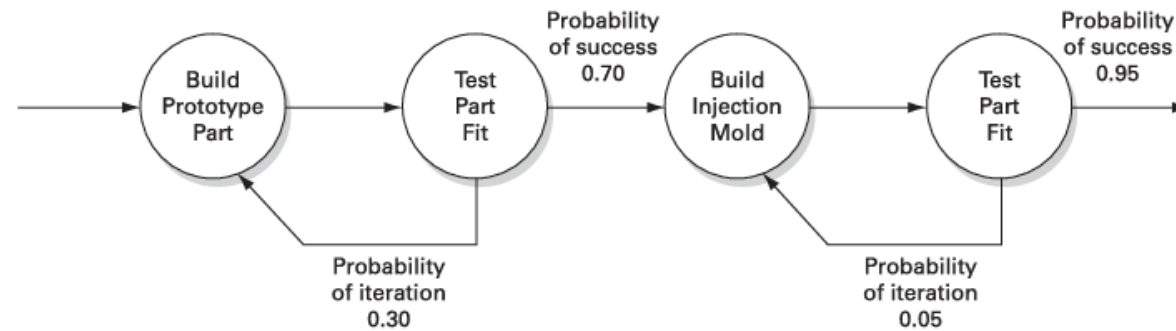 Build
Prototype
Part
Test
Part
Fit
Probability
of success
0.70
Build
Injection
Mold
Test
Part
Fit
Probability
of success
0.95
Probability
of iteration
0.30
Probability
of iteration
0.05